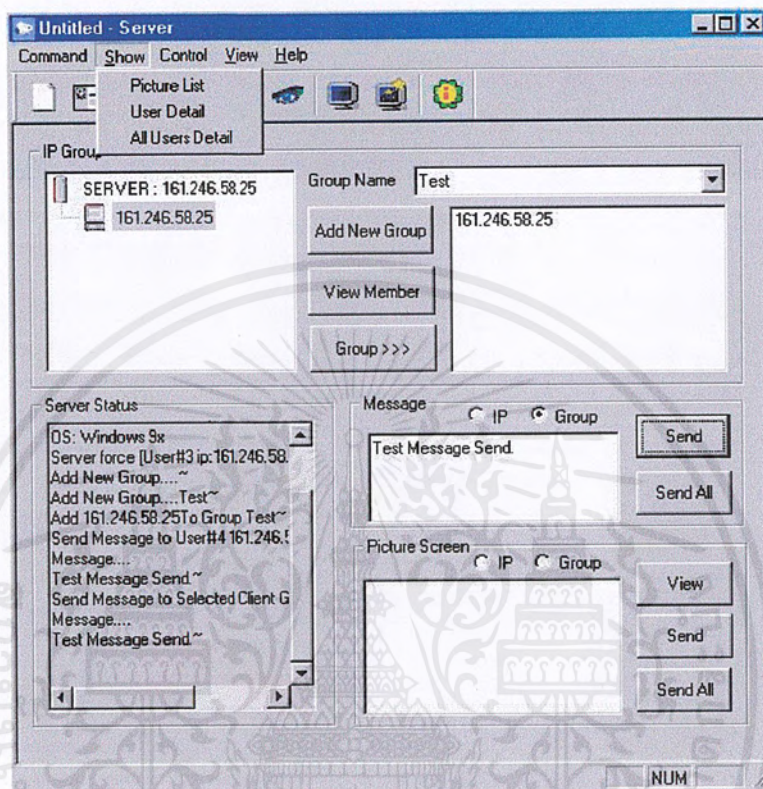 Untitled - Server
Command Show Control View Help
Picture List
User Detail
All Users Detail
IP Group
SERVER : 161.246.58.25
161.246.58.25
Group Name Test
Add New Group
161.246.58.25
View Member
Group >>>
Server Status
OS: Windows 9x
Server force [User#3 ip:161.246.58.
Add New Group....~
Add New Group....Test~
Add 161.246.58.25To Group Test~
Send Message to User#4 161.246.5
Message....
Test Message Send.~
Send Message to Selected Client G
Message....
Test Message Send.~
Message
IP Group
Test Message Send.
Send
Send All
Picture Screen
IP Group
View
Send
Send All
NUM